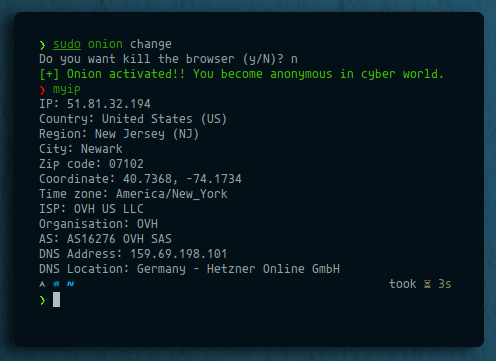 ❯ sudo onion change
Do you want kill the browser (y/N)? n
[+] Onion activated!! You become anonymous in cyber world.
❯ myip
IP: 51.81.32.194
Country: United States (US)
Region: New Jersey (NJ)
City: Newark
Zip code: 07102
Coordinate: 40.7368, -74.1734
Time zone: America/New_York
ISP: OVH US LLC
Organisation: OVH
AS: AS16276 OVH SAS
DNS Address: 159.69.198.101
DNS Location: Germany - Hetzner Online GmbH
~ took ⌛ 3s
❯